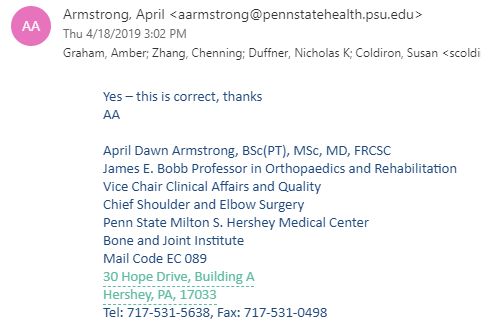 AA
Armstrong, April <aarmstrong@pennstatehealth.psu.edu>
Thu 4/18/2019 3:02 PM
Graham, Amber; Zhang, Chenning; Duffner, Nicholas K; Coldiron, Susan <scoldi
Yes – this is correct, thanks
AA
April Dawn Armstrong, BSc(PT), MSc, MD, FRCSC
James E. Bobb Professor in Orthopaedics and Rehabilitation
Vice Chair Clinical Affairs and Quality
Chief Shoulder and Elbow Surgery
Penn State Milton S. Hershey Medical Center
Bone and Joint Institute
Mail Code EC 089
30 Hope Drive, Building A
Hershey, PA, 17033
Tel: 717-531-5638, Fax: 717-531-0498